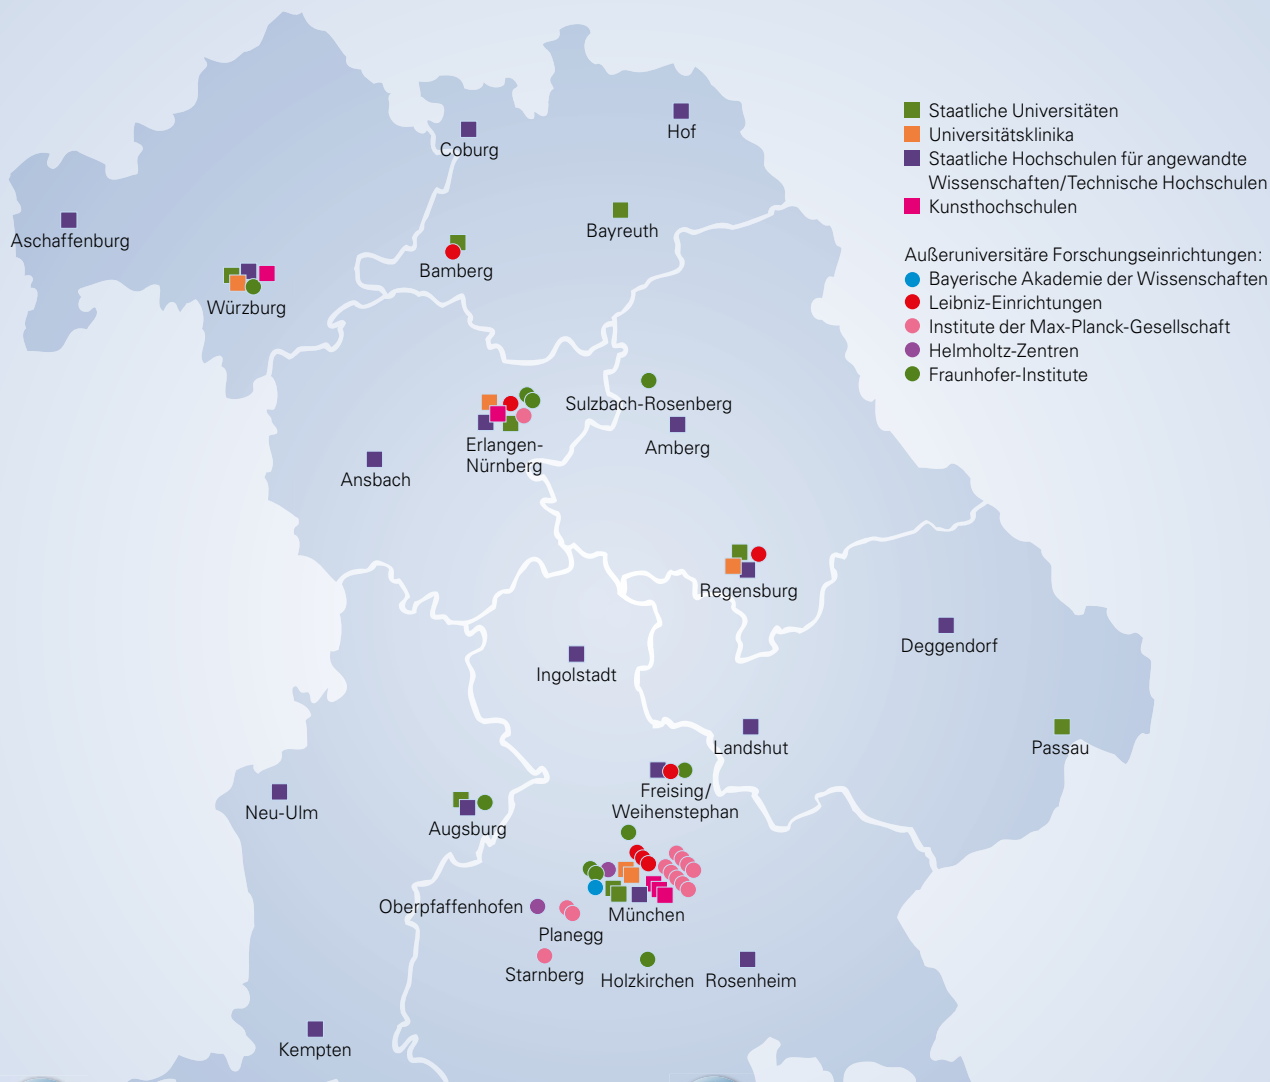 Staatliche Universitäten
Universitätsklinika
Staatliche Hochschulen für angewandte
Wissenschaften/Technische Hochschulen
Kunsthochschulen
Außeruniversitäre Forschungseinrichtungen:
Bayerische Akademie der Wissenschaften
Leibniz-Einrichtungen
Institute der Max-Planck-Gesellschaft
Helmholtz-Zentren
Fraunhofer-Institute
Hof
Coburg
Bayreuth
Aschaffenburg
Bamberg
Würzburg
Sulzbach-Rosenberg
Erlangen-
Nürnberg
Amberg
Ansbach
Regensburg
Deggendorf
Ingolstadt
Landshut
Passau
Freising/
Weihenstephan
Neu-Ulm
Augsburg
Oberpfaffenhofen
München
Planegg
Starnberg
Holzkirchen
Rosenheim
Kempten